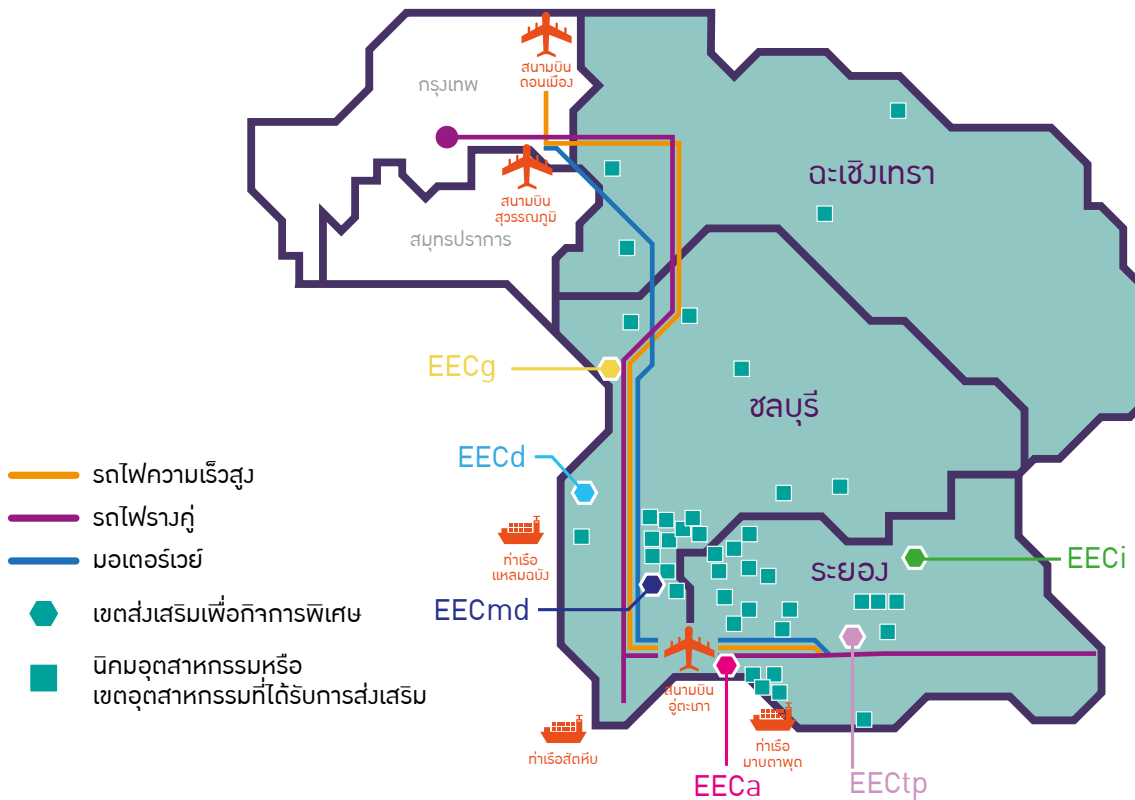 สนามบิน
ดอนเมือง
กรุงเทพ
สนามบิน
สุวรรณภูมิ
สมุทรปราการ
ฉะเชิงเทรา
EECg
ชลบุรี
EECd
รถไฟความเร็วสูง
รถไฟรางคู่
มอเตอร์เวย์
เขตส่งเสริมเพื่อกิจการพิเศษ
นิคมอุตสาหกรรมหรือ
เขตอุตสาหกรรมที่ได้รับการส่งเสริม
ท่าเรือ
แหลมฉบัง
ระยอง
EECi
EECmd
สนามบิน
อู่ตะเภา
ท่าเรือสัตหีบ
ท่าเรือ
มาบตาพุด
EECa
EECtp